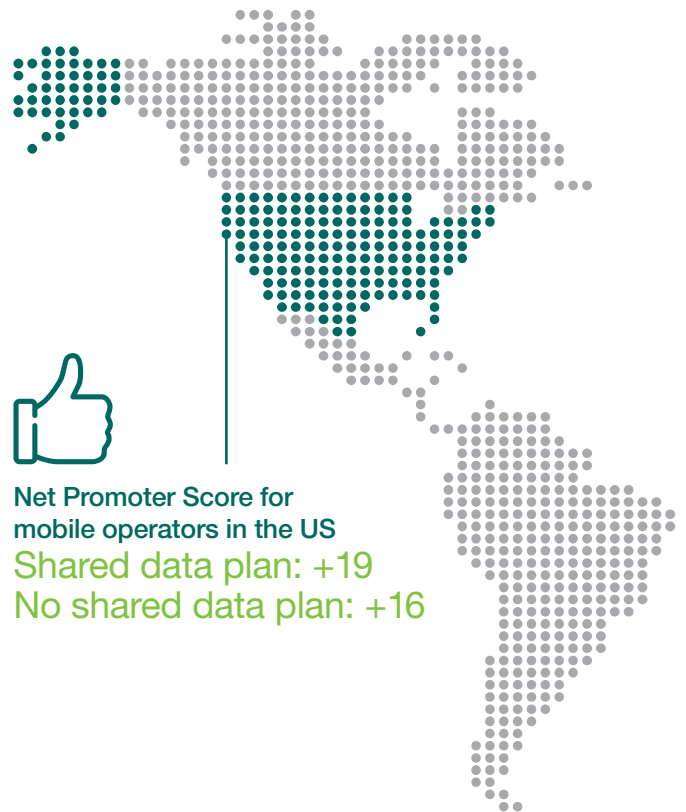 Net Promoter Score for
mobile operators in the US
Shared data plan: +19
No shared data plan: +16